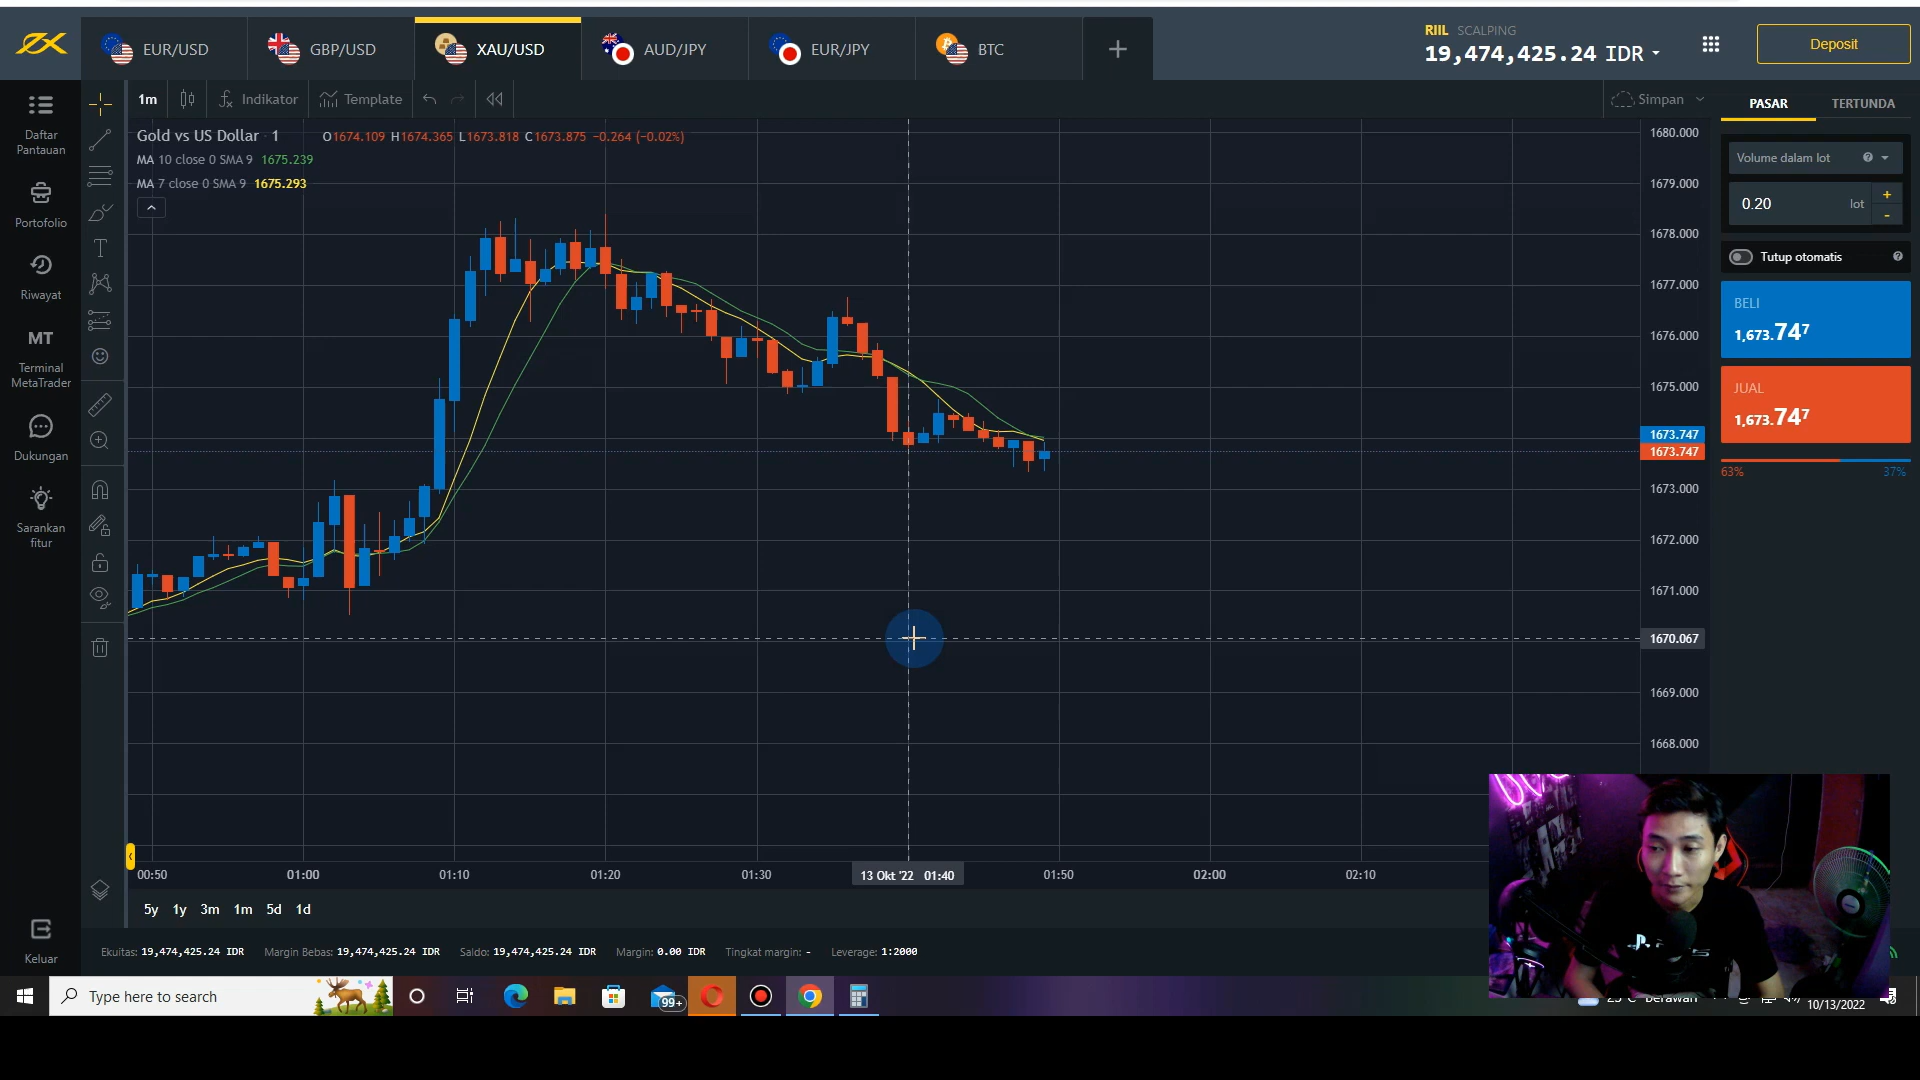 EUR/USD
GBP/USD
XAU/USD
AUD/JPY
EUR/JPY
BTC
RIIL SCALPING
19,474,425.24 IDR
Deposit
1m
Indikator
Template
Simpan
PASAR
TERTUNDA
Daftar
Pantauan
Portofolio
Riwayat
MT
Terminal
MetaTrader
Dukungan
Sarankan
fitur
Keluar
Gold vs US Dollar · 1
O1674.109 H1674.365 L1673.818 C1673.875 −0.264 (−0.02%)
MA 10 close 0 SMA 9 1675.239
MA 7 close 0 SMA 9 1675.293
1680.000
1679.000
1678.000
1677.000
1676.000
1675.000
1673.747
1673.747
1673.000
1672.000
1671.000
1670.067
1669.000
1668.000
Volume dalam lot
0.20
lot
+
-
Tutup otomatis
BELI
1,673.747
JUAL
1,673.747
63%
37%
00:50
01:00
01:10
01:20
01:30
13 Okt '22 01:40
01:50
02:00
02:10
5y 1y 3m 1m 5d 1d
Ekuitas: 19,474,425.24 IDR Margin Bebas: 19,474,425.24 IDR Saldo: 19,474,425.24 IDR Margin: 0.00 IDR Tingkat margin: - Leverage: 1:2000
Type here to search
99+
Berawan
10/13/2022